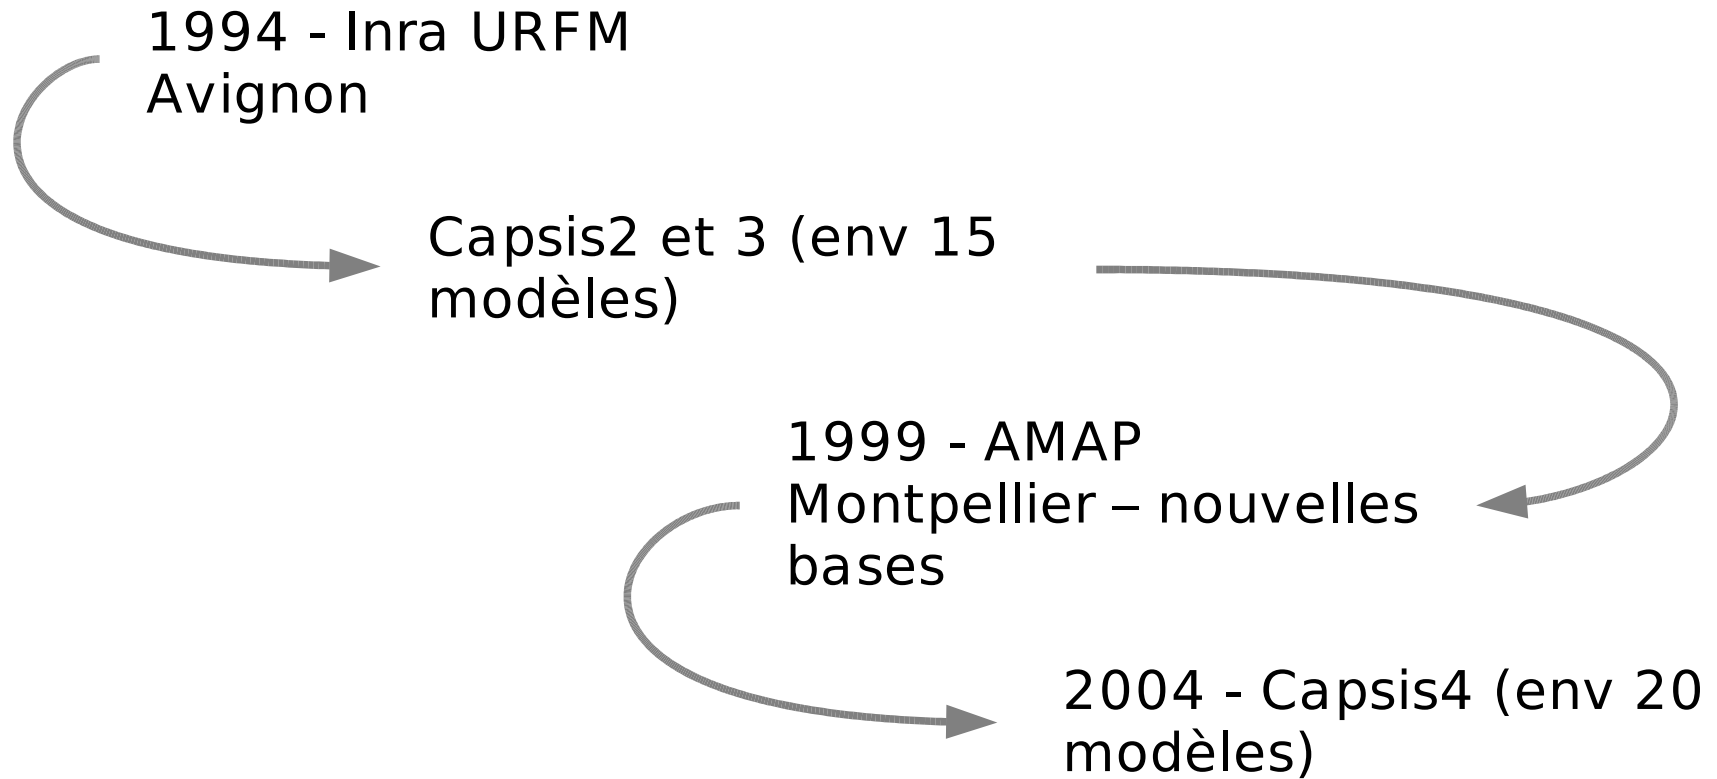 1994 - Inra URFM
Avignon
Capsis2 et 3 (env 15
modèles)
1999 - AMAP
Montpellier – nouvelles
bases
2004 - Capsis4 (env 20
modèles)